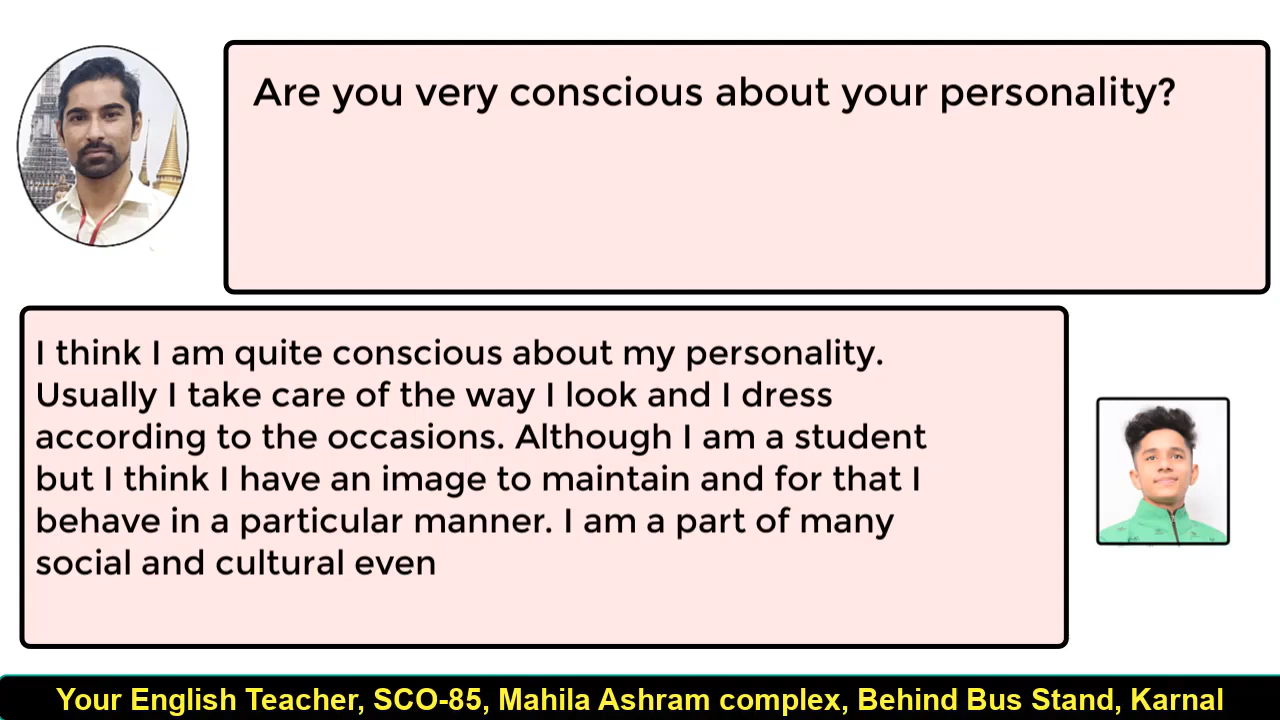 Are you very conscious about your personality?
I think I am quite conscious about my personality.
Usually I take care of the way I look and I dress
according to the occasions. Although I am a student
but I think I have an image to maintain and for that I
behave in a particular manner. I am a part of many
social and cultural even
Your English Teacher, SCO-85, Mahila Ashram complex, Behind Bus Stand, Karnal